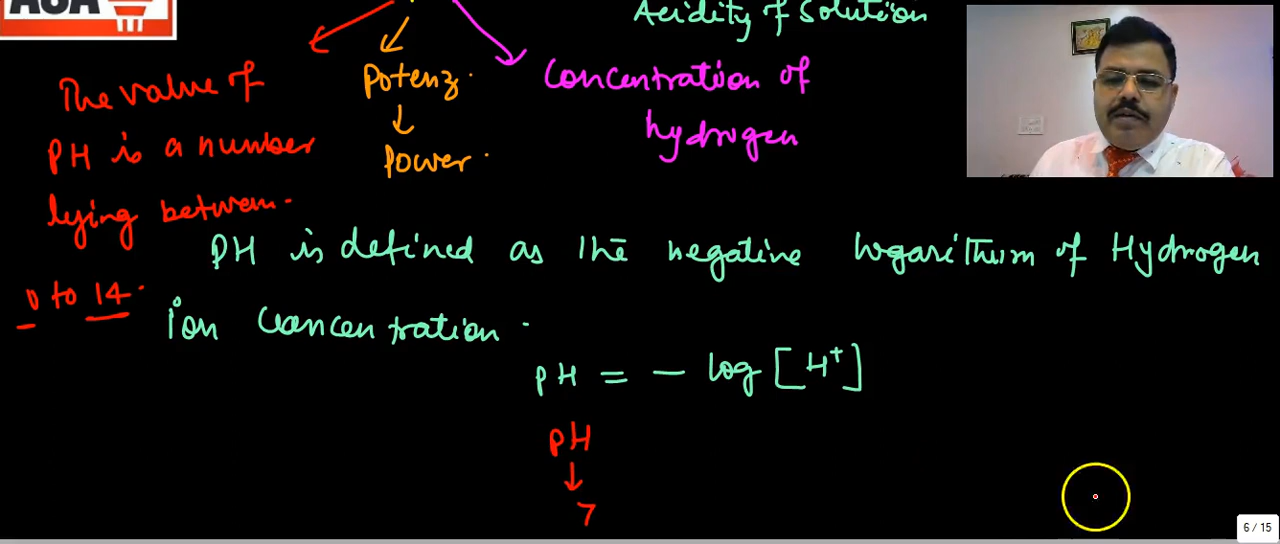 AUA
Acidity of Solution
The value of
PH is a number
lying between.
0 to 14.
Potenz.
Power.
Concentration of
hydrogen
PH is defined as the negative logarithm of Hydrogen
Ion Concentration.
PH = - log [H+]
PH
7
6 / 15